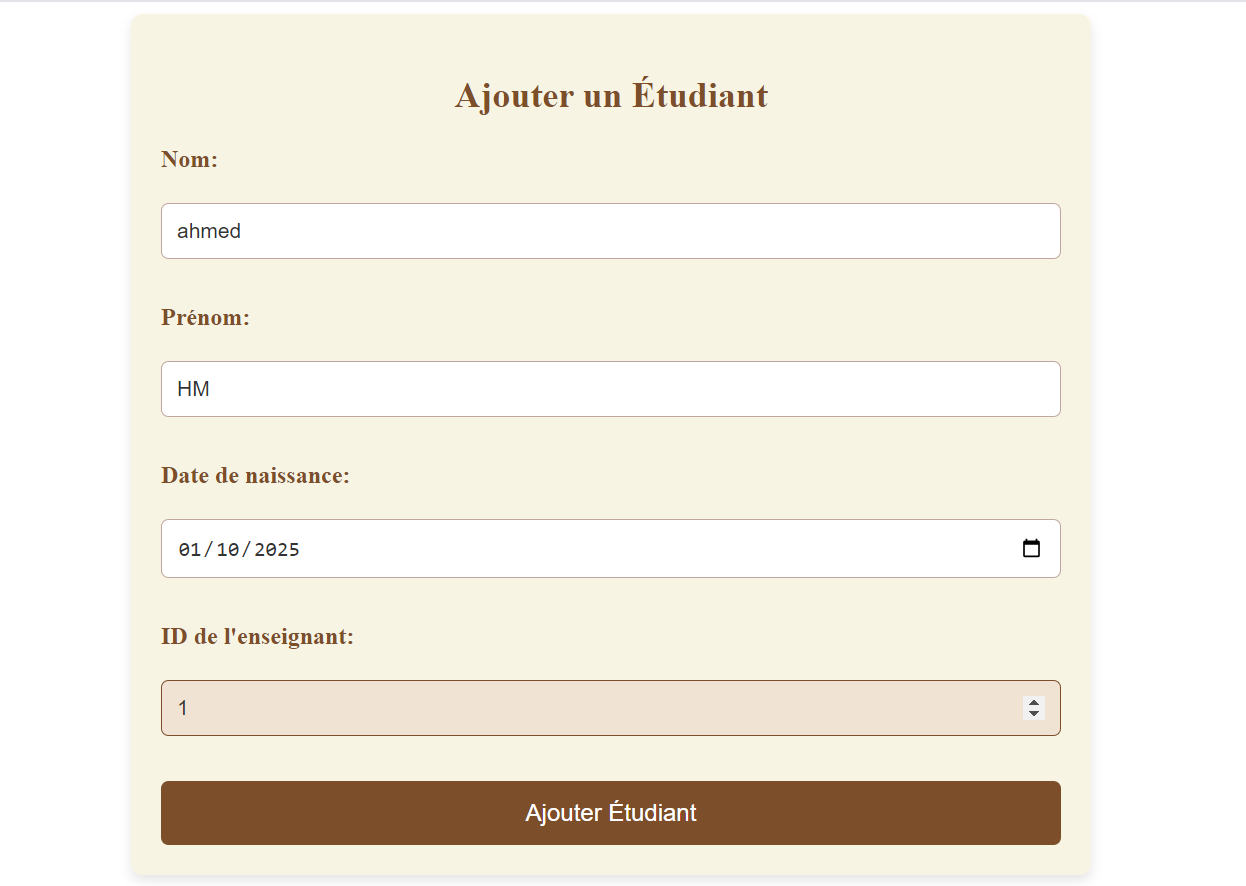 Ajouter un Étudiant
Nom:
ahmed
Prénom:
HM
Date de naissance:
01/10/2025
ID de l'enseignant:
1
Ajouter Étudiant